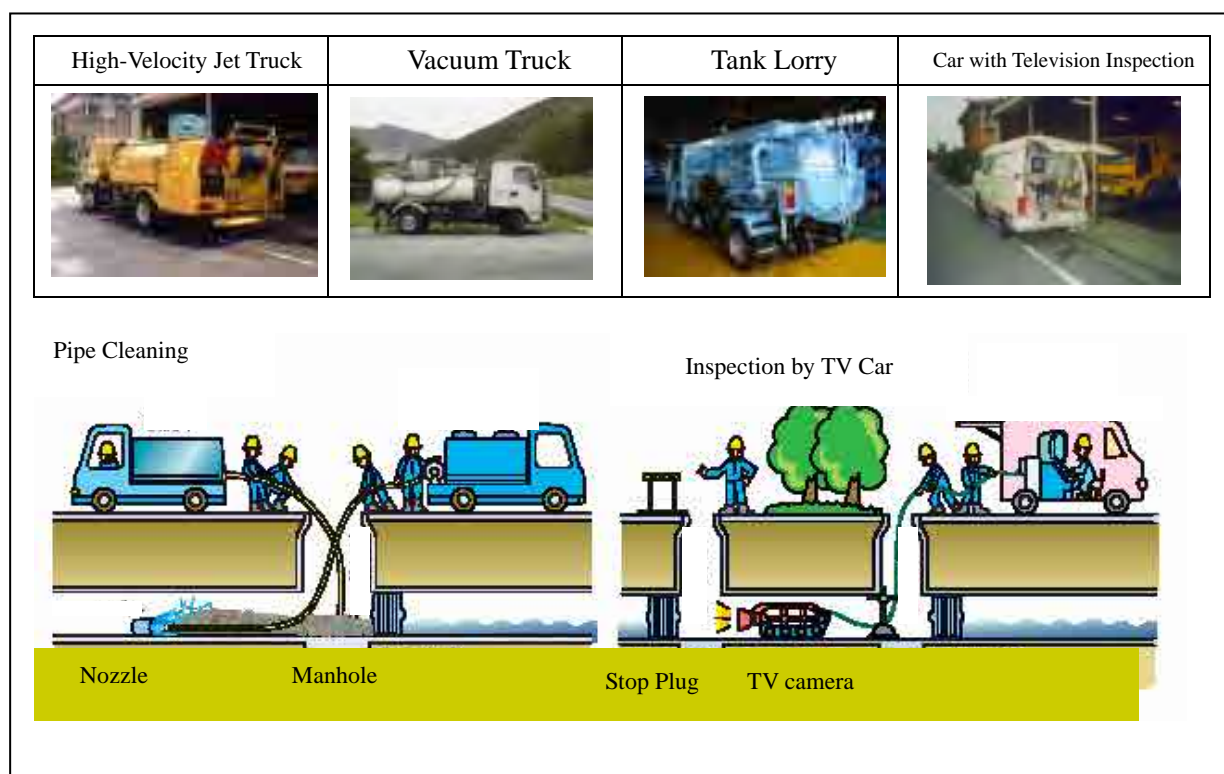 High-Velocity Jet Truck
Vacuum Truck
Tank Lorry
Car with Television Inspection
Pipe Cleaning
Inspection by TV Car
Nozzle
Manhole
Stop Plug
TV camera